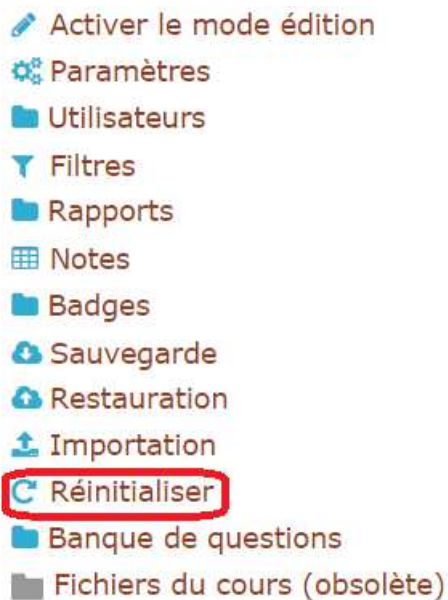 Activer le mode édition
Paramètres
Utilisateurs
Filtres
Rapports
Notes
Badges
Sauvegarde
Restauration
Importation
Réinitialiser
Banque de questions
Fichiers du cours (obsolète)